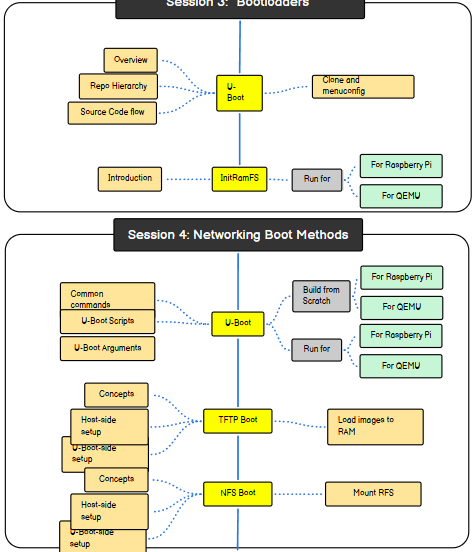 Session 3: Bootloaders
Overview
Repo Hierarchy
Source Code flow
U-
Boot
Clone and
menuconfig
Introduction
InitRamFS
Run for
For Raspberry Pi
For QEMU
Session 4: Networking Boot Methods
Common
commands
U-Boot Scripts
U-Boot Arguments
U-Boot
Build from
Scratch
For Raspberry Pi
For QEMU
Run for
For Raspberry Pi
For QEMU
Concepts
Host-side
setup
U-Boot-side
setup
TFTP Boot
Load images to
RAM
Concepts
Host-side
setup
U-Boot-side
setup
NFS Boot
Mount RFS